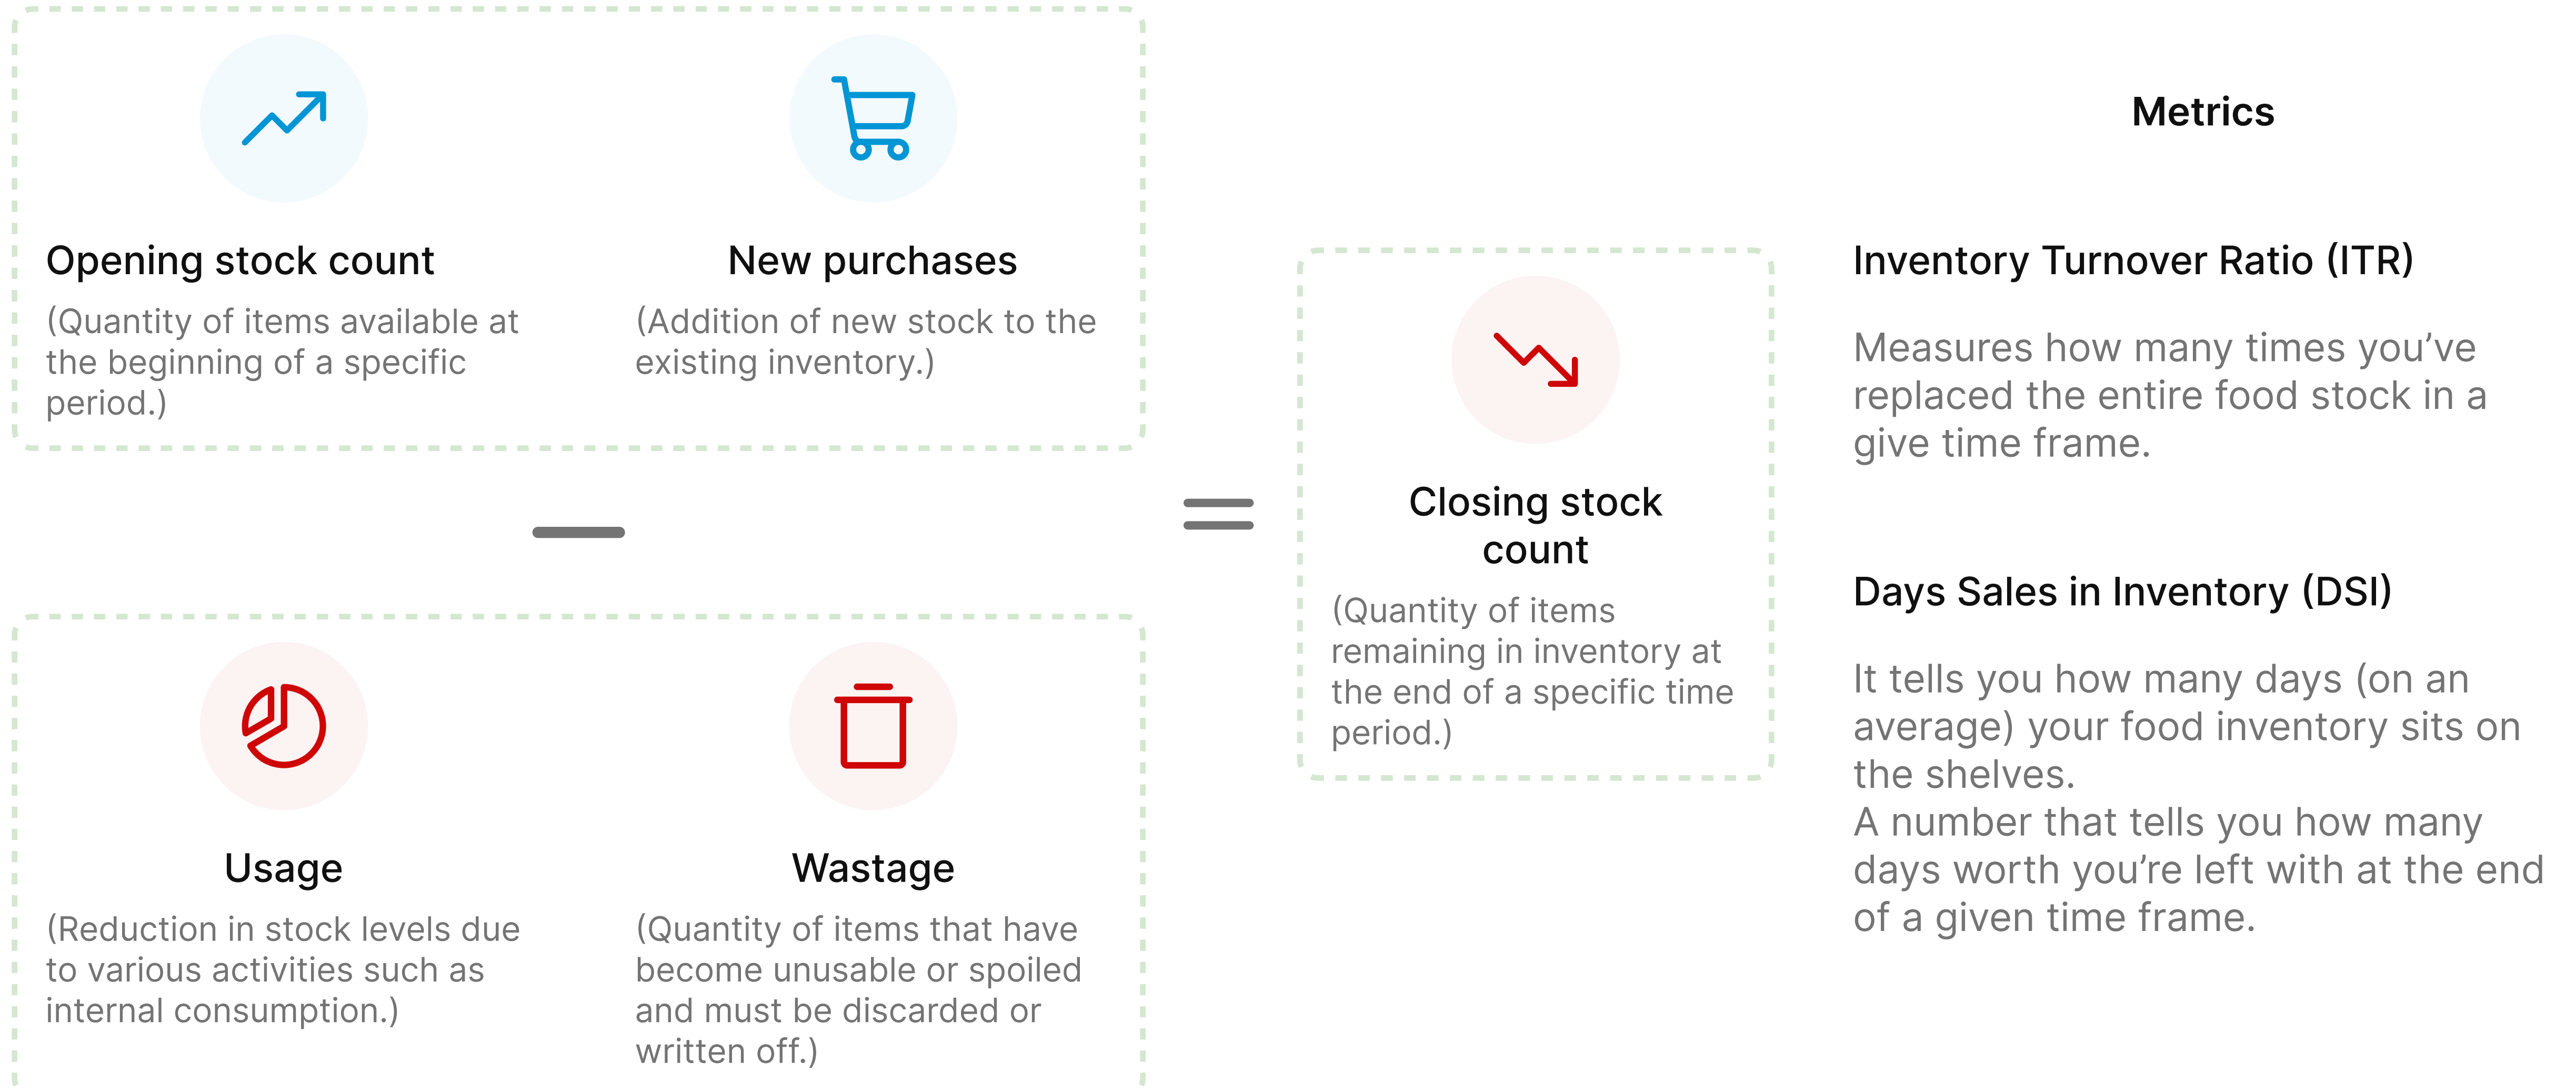 Opening stock count
(Quantity of items available at
the beginning of a specific
period.)
New purchases
(Addition of new stock to the
existing inventory.)
Usage
(Reduction in stock levels due
to various activities such as
internal consumption.)
Wastage
(Quantity of items that have
become unusable or spoiled
and must be discarded or
written off.)
Closing stock
count
(Quantity of items
remaining in inventory at
the end of a specific time
period.)
Metrics
Inventory Turnover Ratio (ITR)
Measures how many times you’ve
replaced the entire food stock in a
give time frame.
Days Sales in Inventory (DSI)
It tells you how many days (on an
average) your food inventory sits on
the shelves.
A number that tells you how many
days worth you’re left with at the end
of a given time frame.